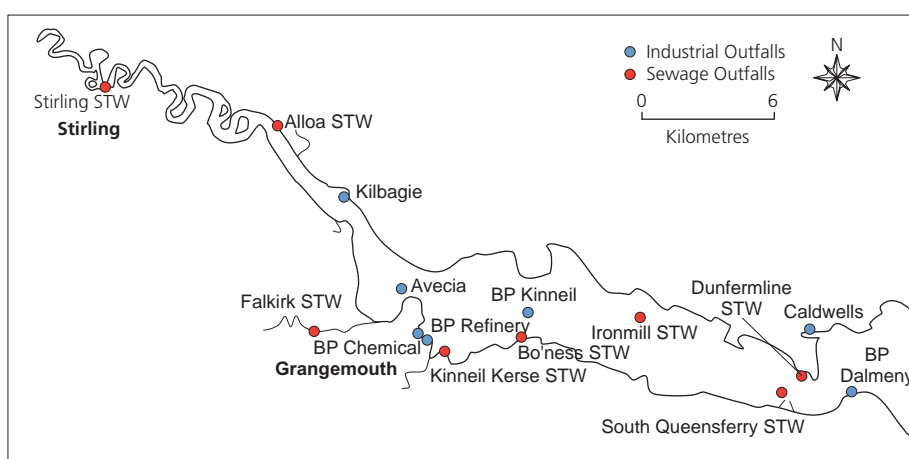 Industrial Outfalls
Sewage Outfalls
N
0
6
Kilometres
Stirling STW
Stirling
Alloa STW
Kilbagie
Avecia
BP Kinneil
Dunfermline
STW
Caldwells
Falkirk STW
BP Refinery
BP Chemical
Ironmill STW
Bo'ness STW
Grangemouth
Kinneil Kerse STW
BP
Dalmeny
South Queensferry STW